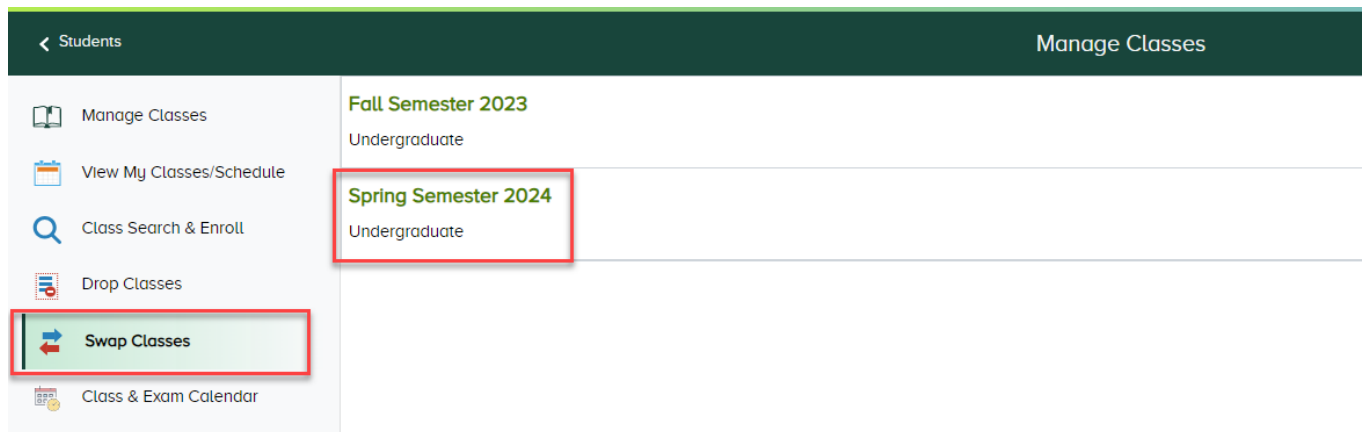 Students
Manage Classes
Manage Classes
View My Classes/Schedule
Class Search & Enroll
Drop Classes
Swap Classes
Class & Exam Calendar
Fall Semester 2023
Undergraduate
Spring Semester 2024
Undergraduate